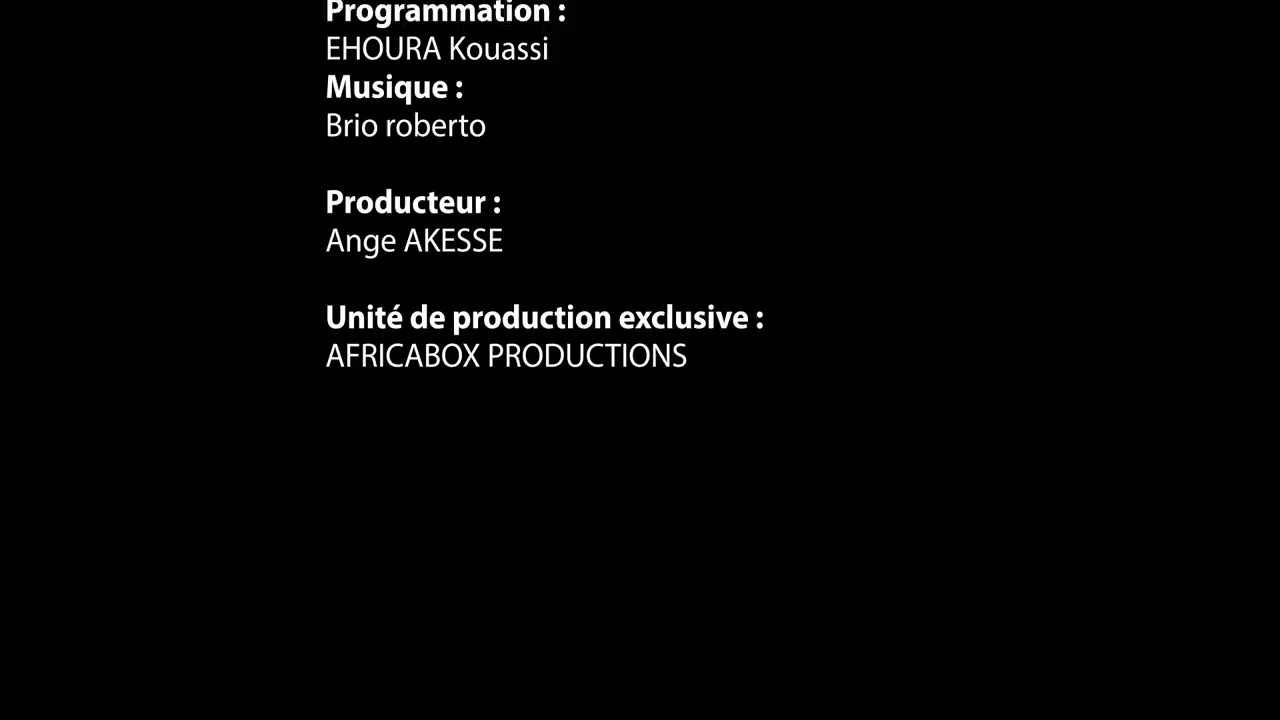 Programmation :
EHOURA Kouassi
Musique :
Brio roberto
Producteur :
Ange AKESSE
Unité de production exclusive :
AFRICABOX PRODUCTIONS